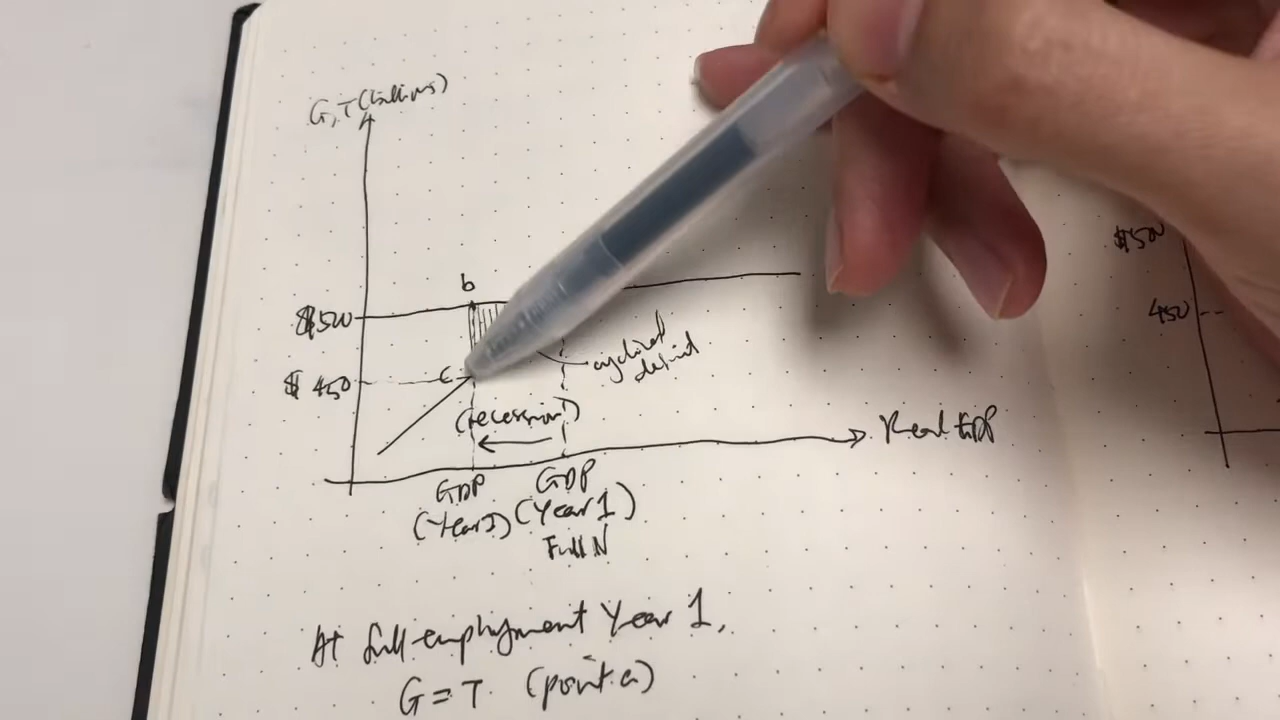 G, T (billions)
b
$500
$ 450
c
cyclical
deficit
(recession)
Real GDP
GDP
(Year 2)
GDP
(Year 1)
Full N
At full-employment Year 1,
G = T (point a)
$500
450